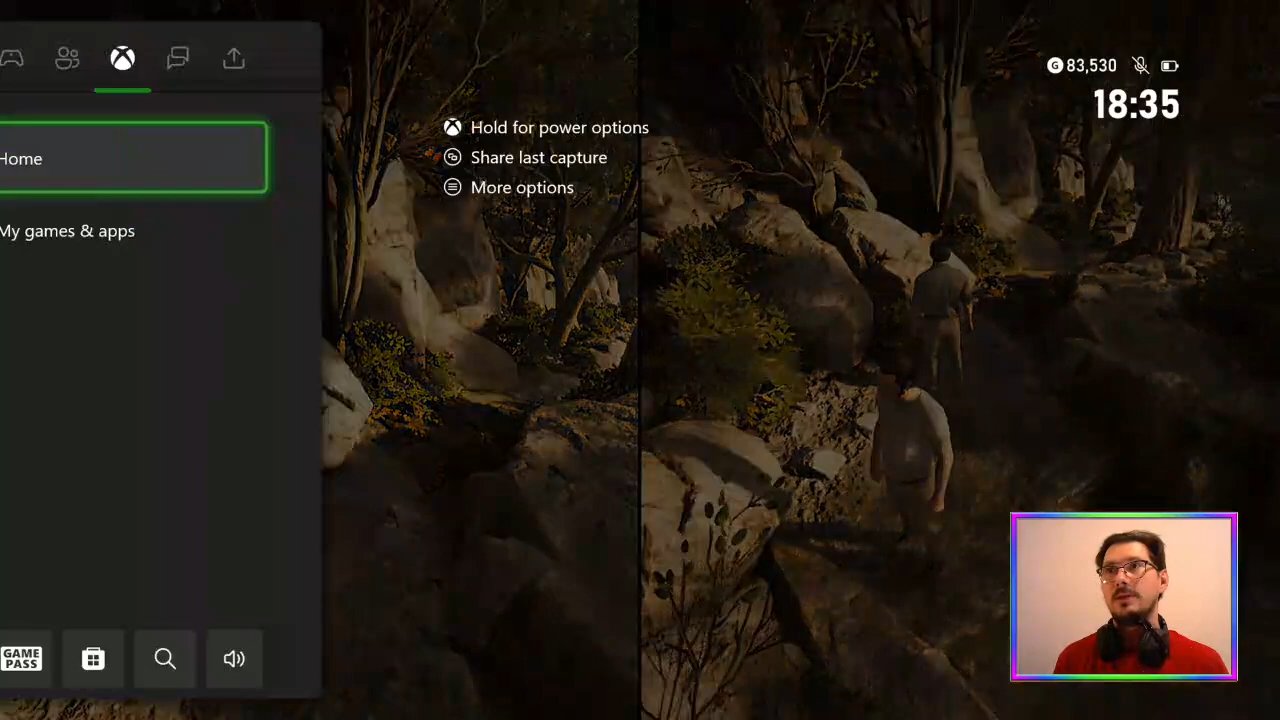 83,530
18:35
Hold for power options
Share last capture
More options
Home
My games & apps
GAME
PASS